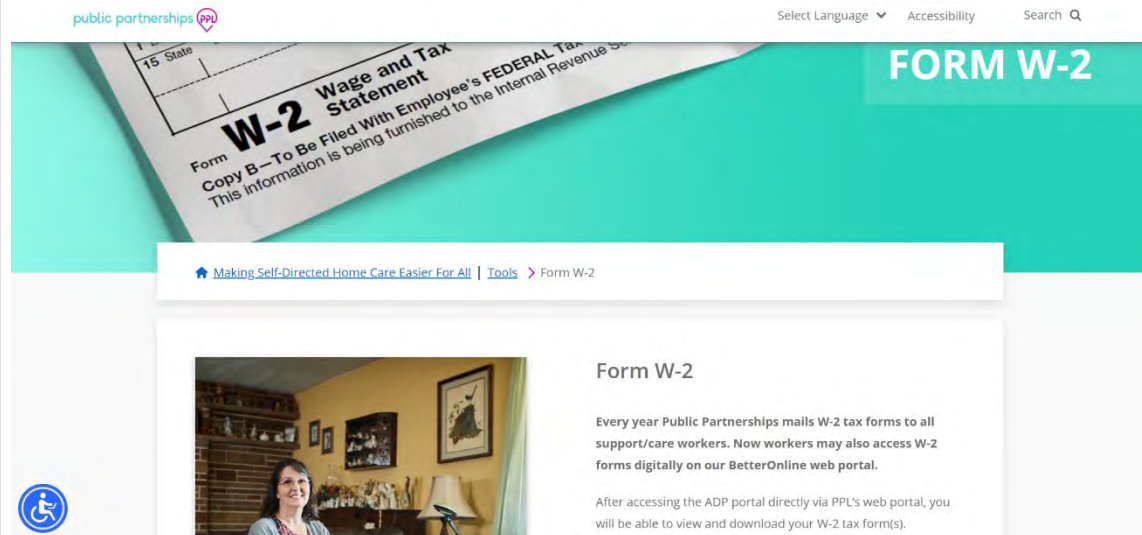 public partnerships PPL
Select Language
Accessibility
Search
15 State
Form W-2 Wage and Tax
Statement
Copy B—To Be Filed With Employee's FEDERAL Tax
This information is being furnished to the Internal Revenue
FORM W-2
Making Self-Directed Home Care Easier For All | Tools > Form W-2
Form W-2
Every year Public Partnerships mails W-2 tax forms to all
support/care workers. Now workers may also access W-2
forms digitally on our BetterOnline web portal.
After accessing the ADP portal directly via PPL's web portal, you
will be able to view and download your W-2 tax form(s).